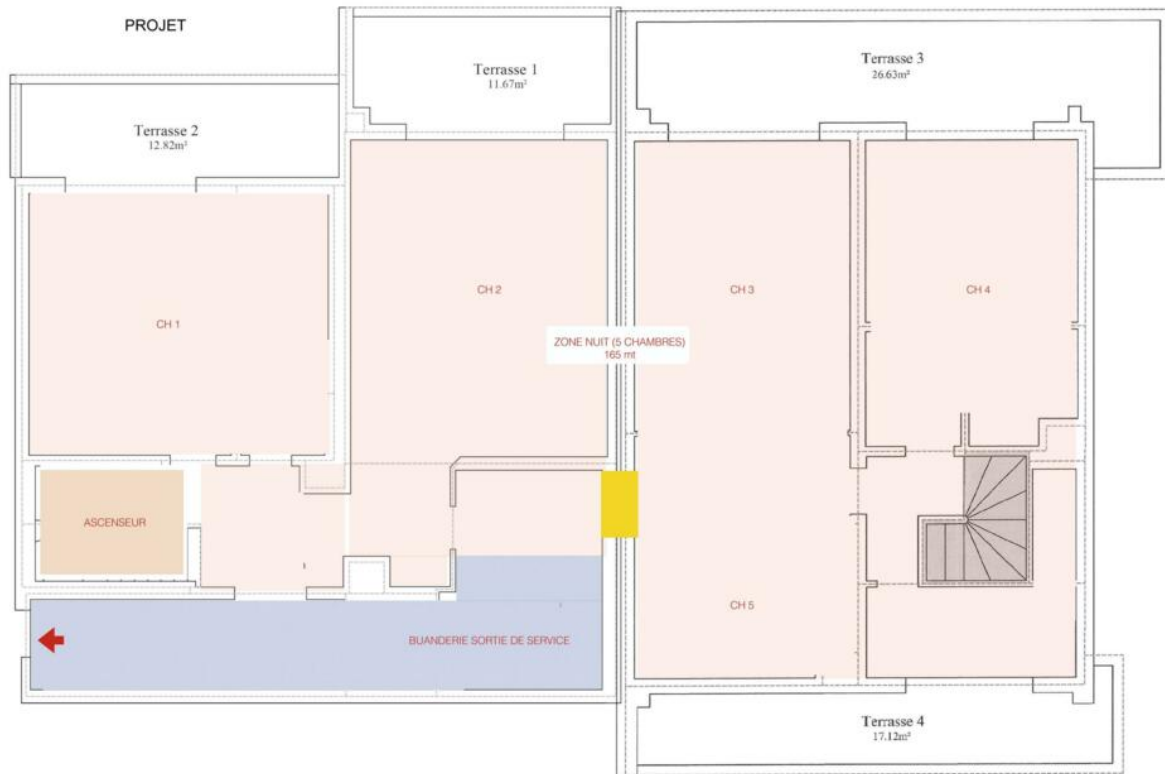 PROJET
Terrasse 1
11.67m²
Terrasse 3
26.63m²
Terrasse 2
12.82m²
CH 1
CH 2
CH 3
CH 4
ZONE NUIT (5 CHAMBRES)
165 mt
ASCENSEUR
CH 5
BUANDERIE SORTIE DE SERVICE
Terrasse 4
17.12m²